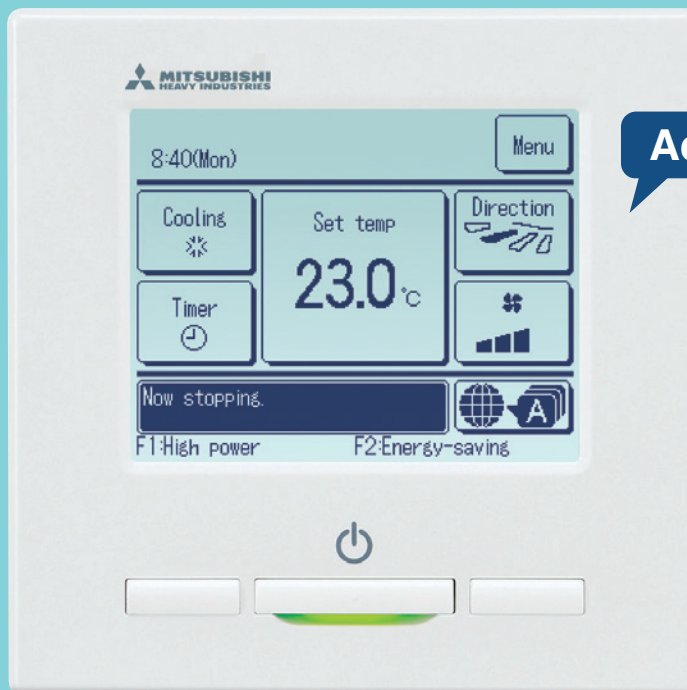 MITSUBISHI
HEAVY INDUSTRIES
8:40(Mon)
Menu
Cooling
Set temp
Direction
23.0°C
Timer
Now stopping.
A
F1:High power
F2:Energy-saving